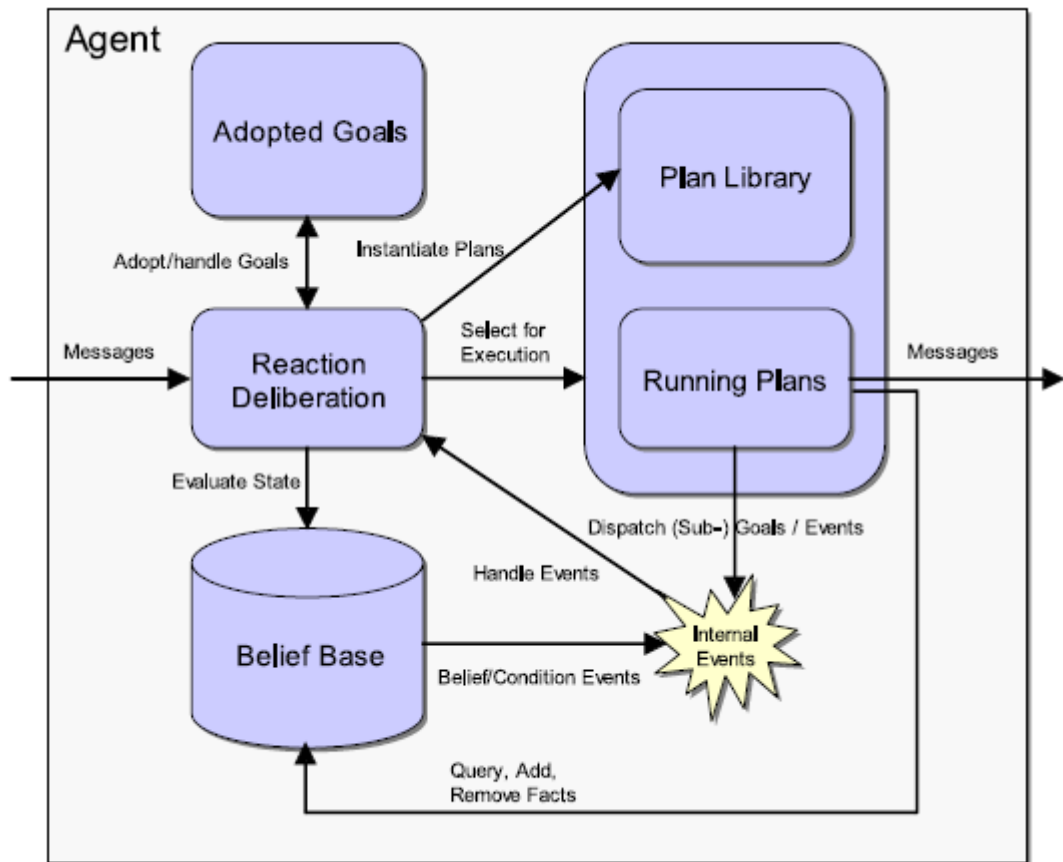 Agent
Adopted Goals
Plan Library
Adopt/handle Goals
Instantiate Plans
Messages
Reaction
Deliberation
Select for
Execution
Running Plans
Messages
Evaluate State
Dispatch (Sub-) Goals / Events
Handle Events
Belief Base
Internal
Events
Belief/Condition Events
Query, Add,
Remove Facts